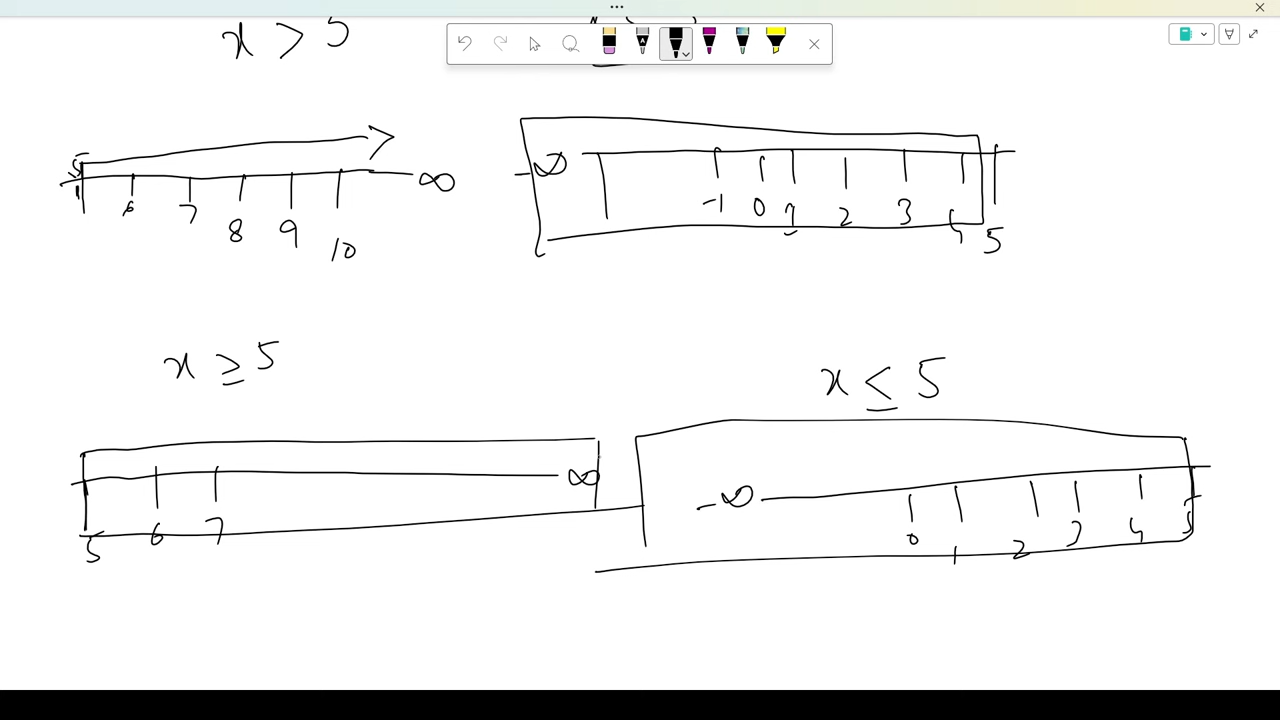 x > 5
5 6 7 8 9 10 ∞
-∞ -1 0 1 2 3 4 5
x ≥ 5
x ≤ 5
5 6 7 ∞
-∞ 0 1 2 3 4 5